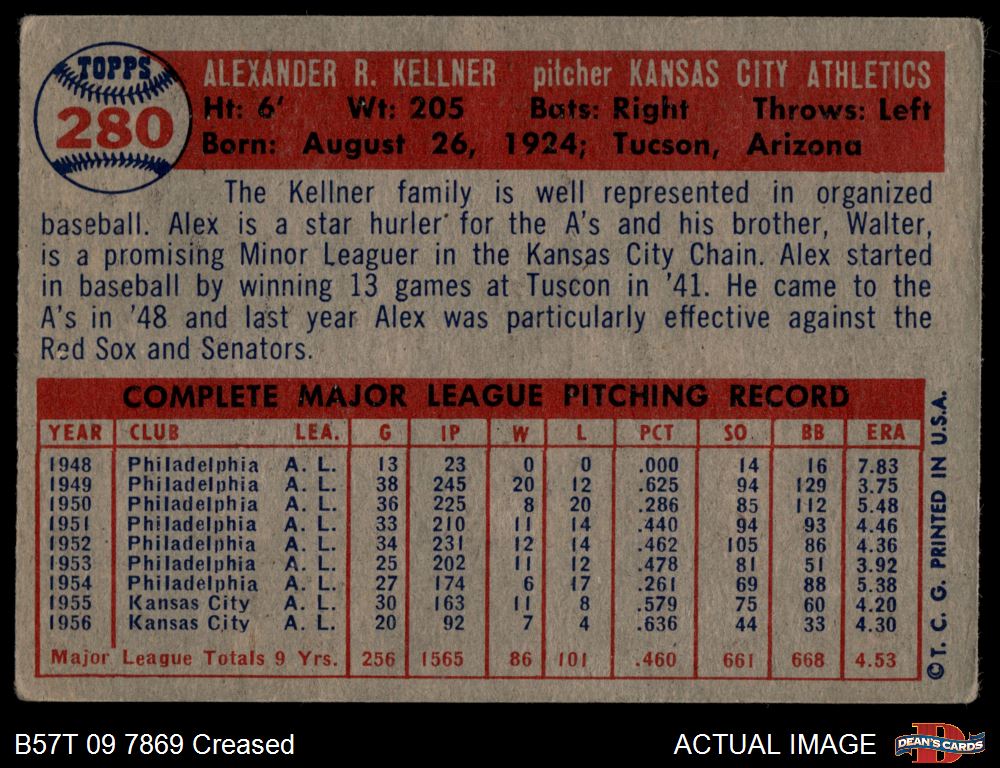 TOPPS
280
ALEXANDER R. KELLNER pitcher KANSAS CITY ATHLETICS
Ht: 6' Wt: 205 Bats: Right Throws: Left
Born: August 26, 1924; Tucson, Arizona
The Kellner family is well represented in organized
baseball. Alex is a star hurler for the A's and his brother, Walter,
is a promising Minor Leaguer in the Kansas City Chain. Alex started
in baseball by winning 13 games at Tuscon in '41. He came to the
A's in '48 and last year Alex was particularly effective against the
Red Sox and Senators.
COMPLETE MAJOR LEAGUE PITCHING RECORD
YEAR CLUB LEA. G IP W L PCT SO BB ERA
1948 Philadelphia A. L. 13 23 0 0 .000 14 16 7.83
1949 Philadelphia A. L. 38 245 20 12 .625 94 129 3.75
1950 Philadelphia A. L. 36 225 8 20 .286 85 112 5.48
1951 Philadelphia A. L. 33 210 11 14 .440 94 93 4.46
1952 Philadelphia A. L. 34 231 12 14 .462 105 86 4.36
1953 Philadelphia A. L. 25 202 11 12 .478 81 51 3.92
1954 Philadelphia A. L. 27 174 6 17 .261 69 88 5.38
1955 Kansas City A. L. 30 163 11 8 .579 75 60 4.20
1956 Kansas City A. L. 20 92 7 4 .636 44 33 4.30
Major League Totals 9 Yrs. 256 1565 86 101 .460 661 668 4.53
© T. C. G. PRINTED IN U.S.A.
B57T 09 7869 Creased
ACTUAL IMAGE
D
DEAN'S CARDS